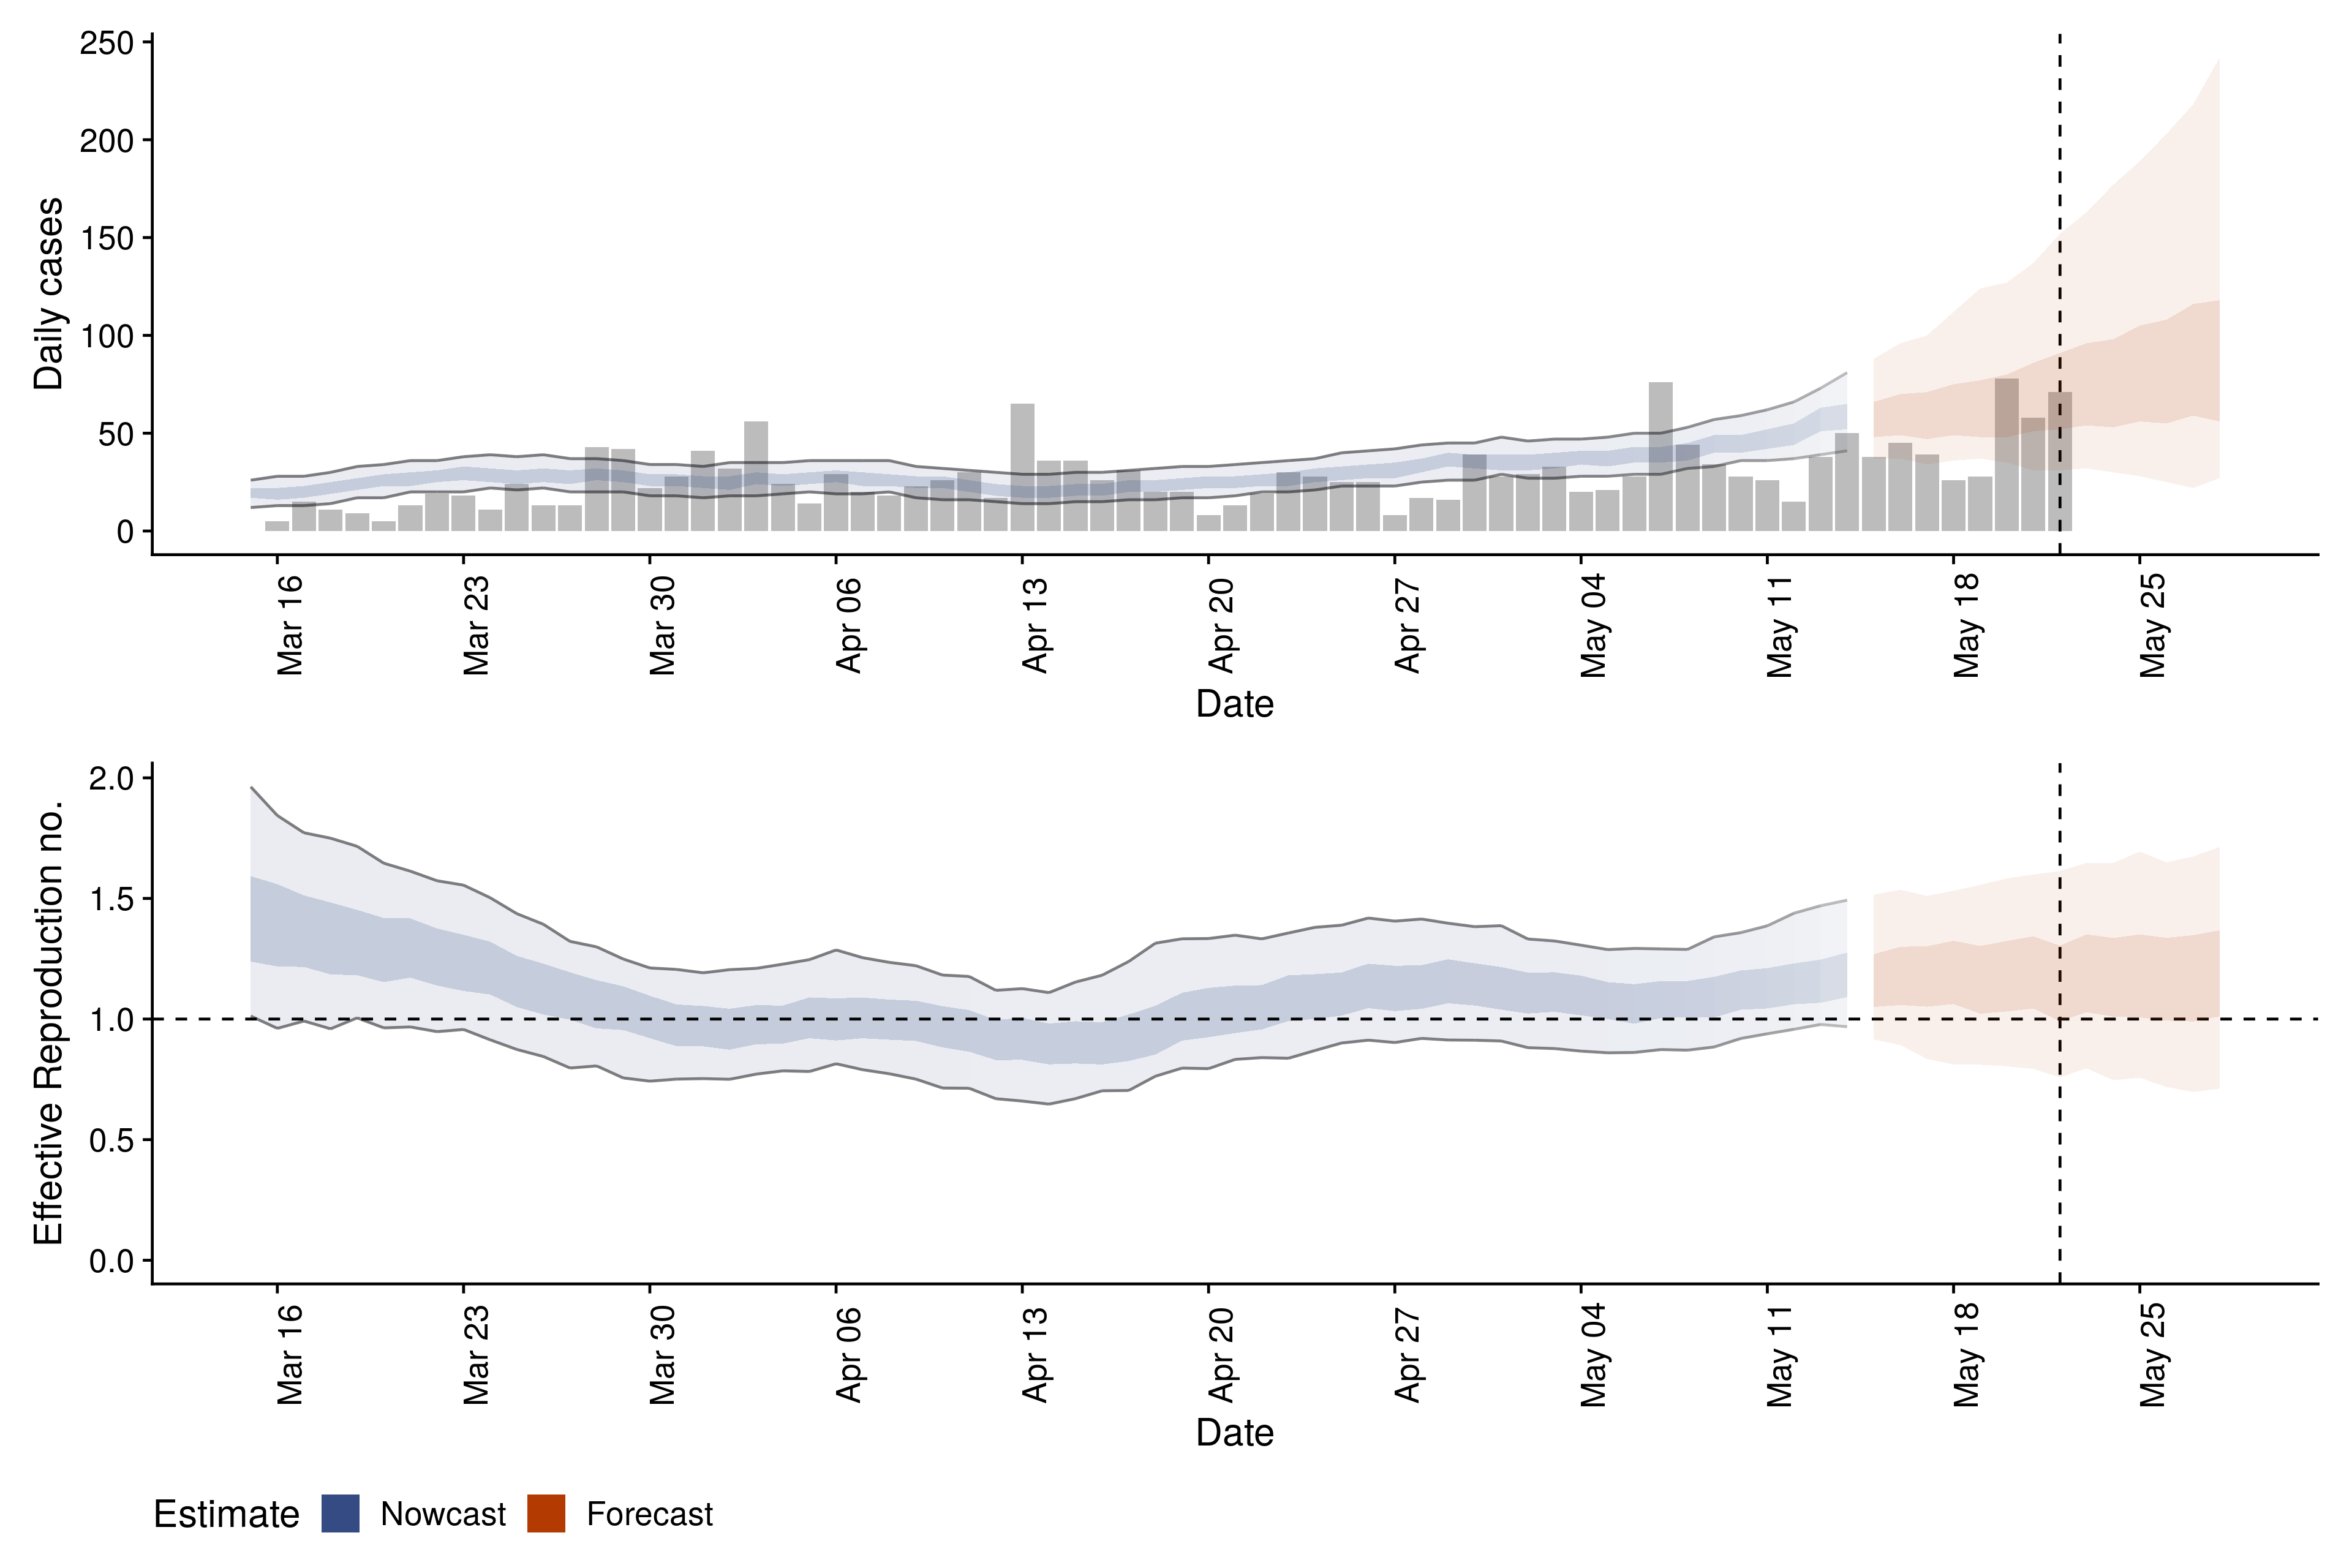 250
200
150
100
50
0
Daily cases
Mar 16
Mar 23
Mar 30
Apr 06
Apr 13
Apr 20
Apr 27
May 04
May 11
May 18
May 25
Date
2.0
1.5
1.0
0.5
0.0
Effective Reproduction no.
Mar 16
Mar 23
Mar 30
Apr 06
Apr 13
Apr 20
Apr 27
May 04
May 11
May 18
May 25
Date
Estimate Nowcast Forecast